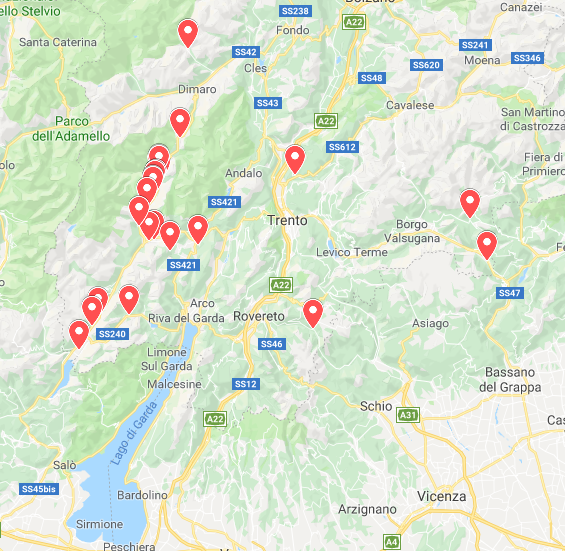 Bolzano
Canazei
ello Stelvio
SS238
A22
Fondo
Santa Caterina
SS42
SS241
Moena
SS346
Cles
SS620
SS48
Dimaro
SS43
Cavalese
San Martino
di Castrozza
Parco
dell'Adamello
A22
SS612
Fiera di
Primiero
Andalo
SS421
Trento
Borgo
Valsugana
Levico Terme
SS421
SS47
A22
Arco
Riva del Garda
Rovereto
Asiago
SS240
SS46
Limone
Sul Garda
Malcesine
SS12
Bassano
del Grappa
Schio
A31
A22
Lago di Garda
Salò
SS45bis
Bardolino
Vicenza
Sirmione
Arzignano
Peschiera
A4